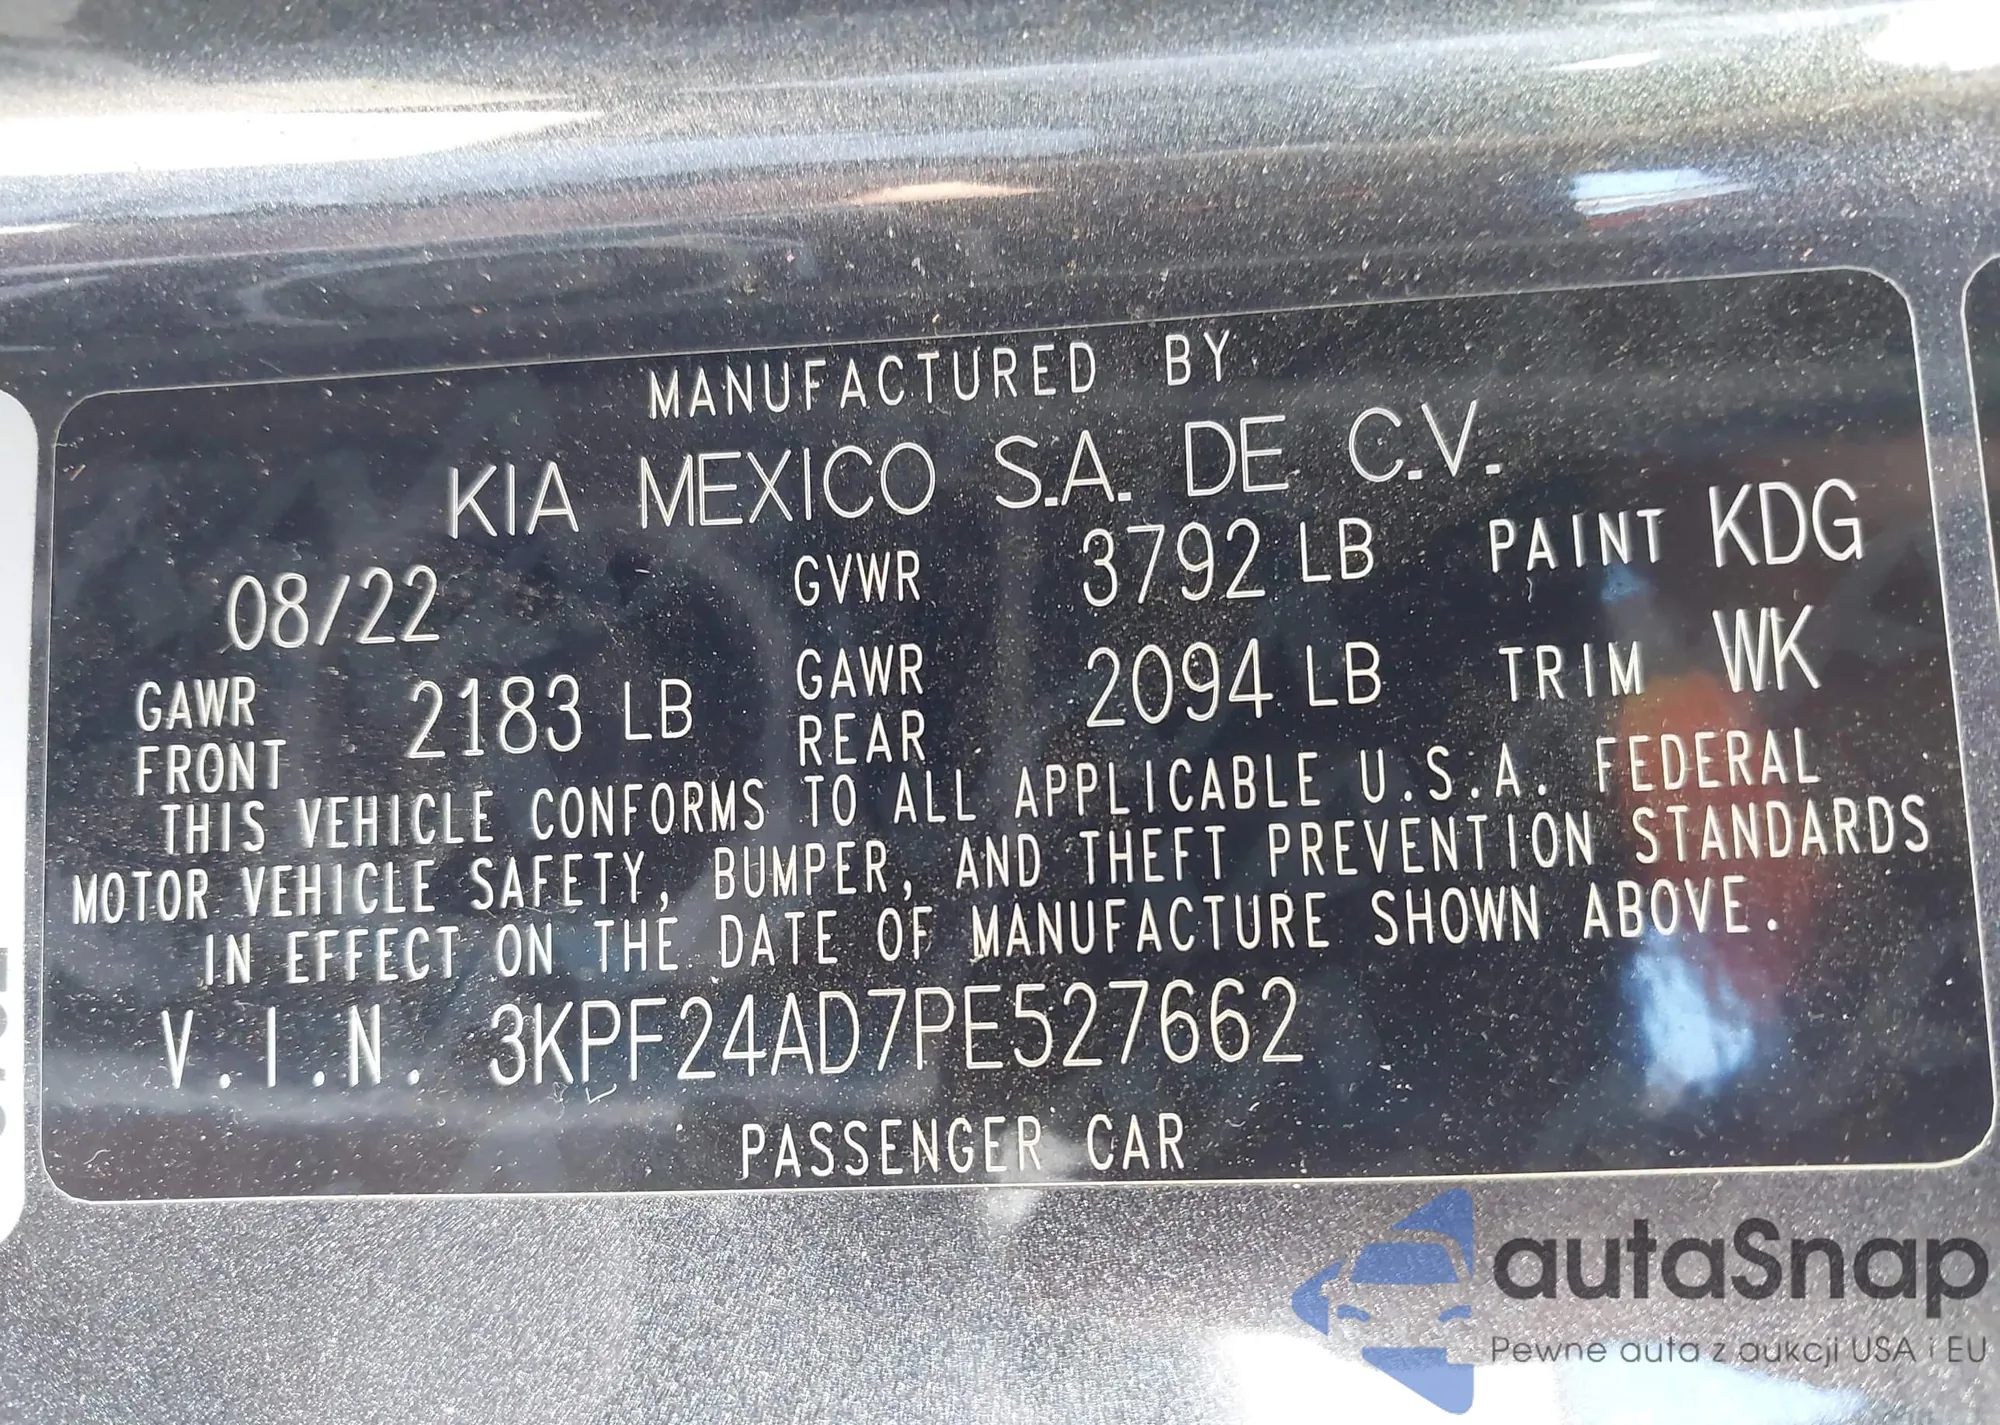 MANUFACTURED BY
KIA MEXICO S.A. DE C.V.
08/22 GVWR 3792 LB PAINT KDG
GAWR FRONT 2183 LB GAWR REAR 2094 LB TRIM WK
THIS VEHICLE CONFORMS TO ALL APPLICABLE U.S.A. FEDERAL
MOTOR VEHICLE SAFETY, BUMPER, AND THEFT PREVENTION STANDARDS
IN EFFECT ON THE DATE OF MANUFACTURE SHOWN ABOVE.
V.I.N. 3KPF24AD7PE527662
PASSENGER CAR
autaSnap
Pewne auta z aukcji USA i EU